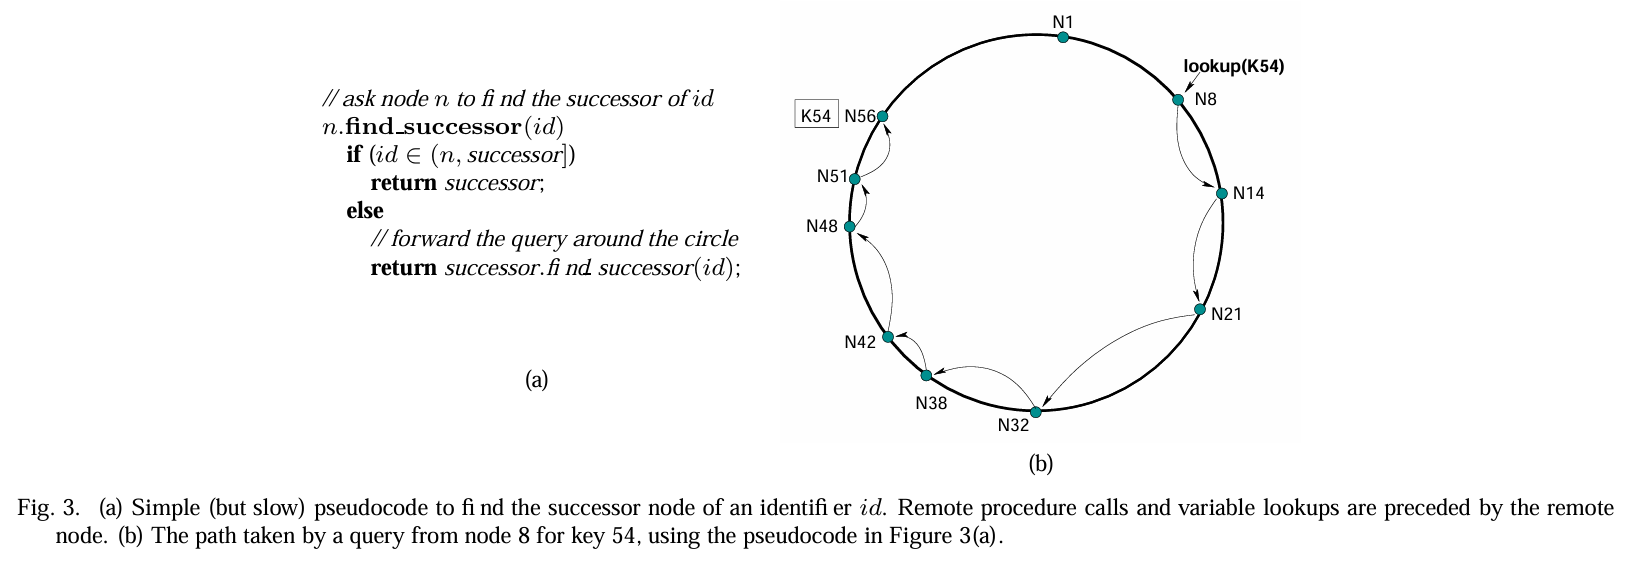 // ask node n to find the successor of id
n.find_successor(id)
if (id ∈ (n, successor])
return successor;
else
// forward the query around the circle
return successor.find_successor(id);
(a)
N1
lookup(K54)
N8
K54 N56
N51
N14
N48
N21
N42
N38
N32
(b)
Fig. 3. (a) Simple (but slow) pseudocode to find the successor node of an identifier id. Remote procedure calls and variable lookups are preceded by the remote
node. (b) The path taken by a query from node 8 for key 54, using the pseudocode in Figure 3(a).